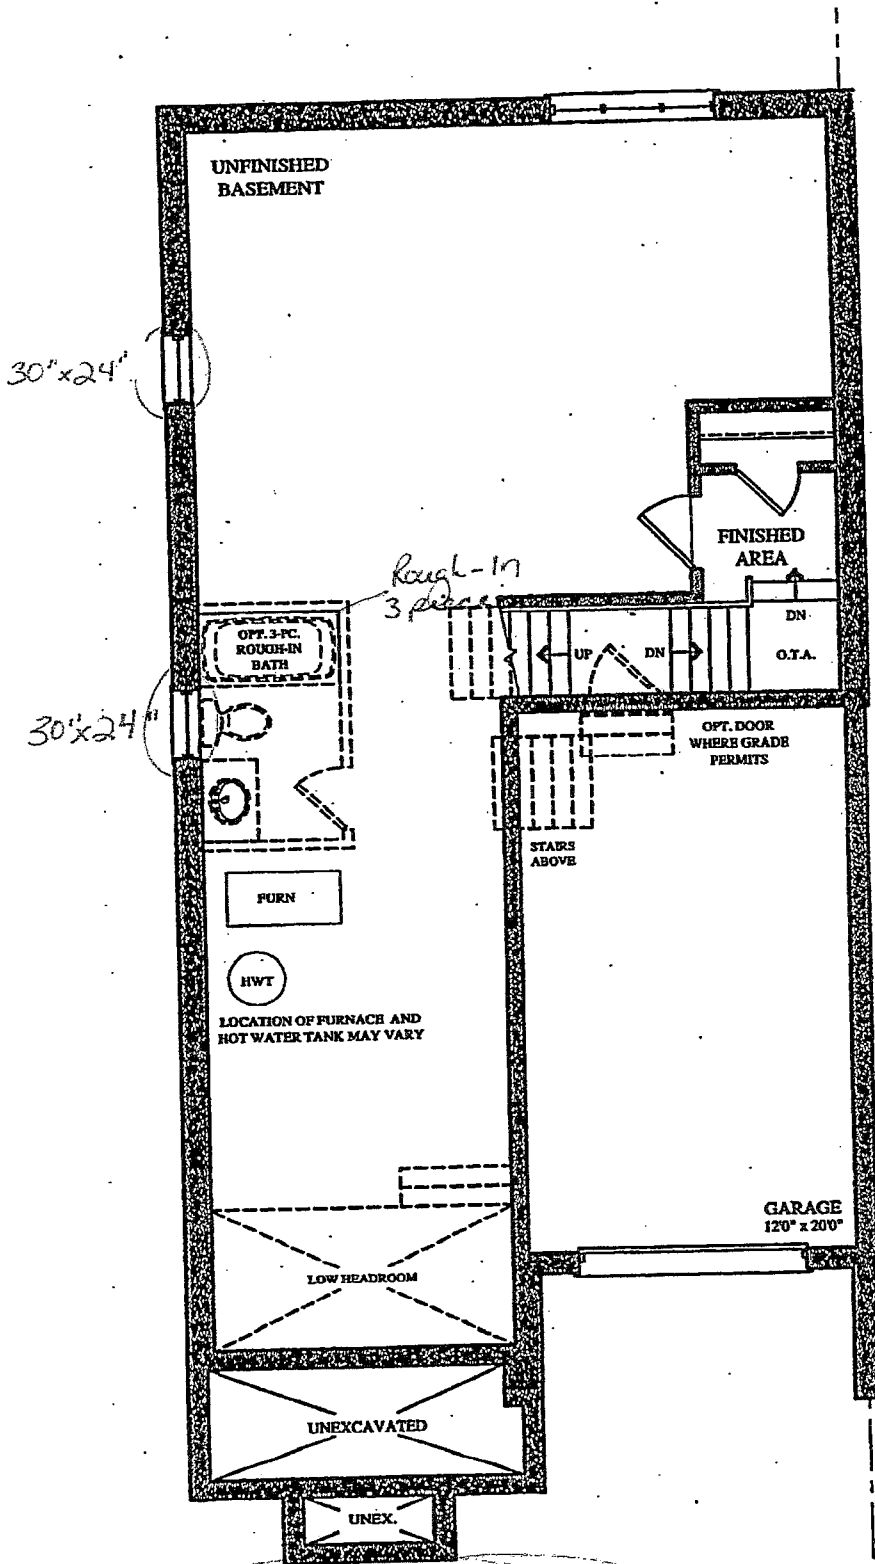 UNFINISHED
BASEMENT
30"x24"
FINISHED
AREA
Rough-In
3 piece
OPT. 3-PC.
ROUGH-IN
BATH
UP
DN
DN
O.T.A.
30"x24"
OPT. DOOR
WHERE GRADE
PERMITS
STAIRS
ABOVE
FURN
HWT
LOCATION OF FURNACE AND
HOT WATER TANK MAY VARY
GARAGE
12'0" x 20'0"
LOW HEADROOM
UNEXCAVATED
UNEX.